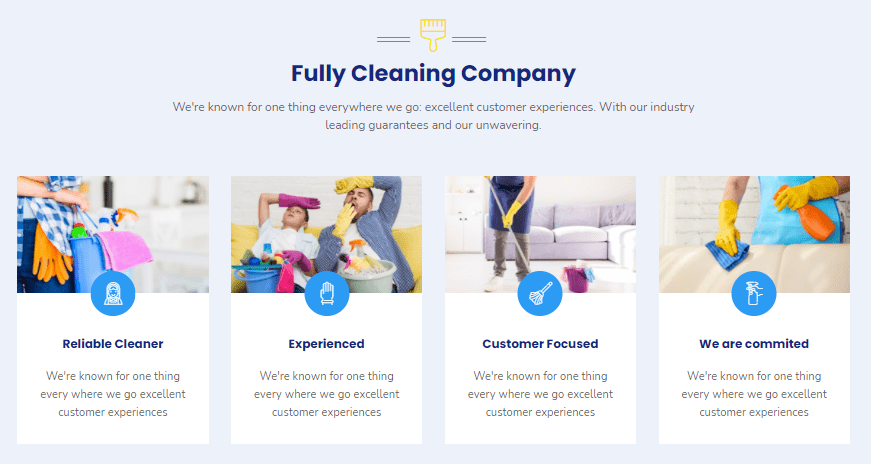 Fully Cleaning Company
We're known for one thing everywhere we go: excellent customer experiences. With our industry
leading guarantees and our unwavering.
Reliable Cleaner
We're known for one thing
every where we go excellent
customer experiences
Experienced
We're known for one thing
every where we go excellent
customer experiences
Customer Focused
We're known for one thing
every where we go excellent
customer experiences
We are commited
We're known for one thing
every where we go excellent
customer experiences